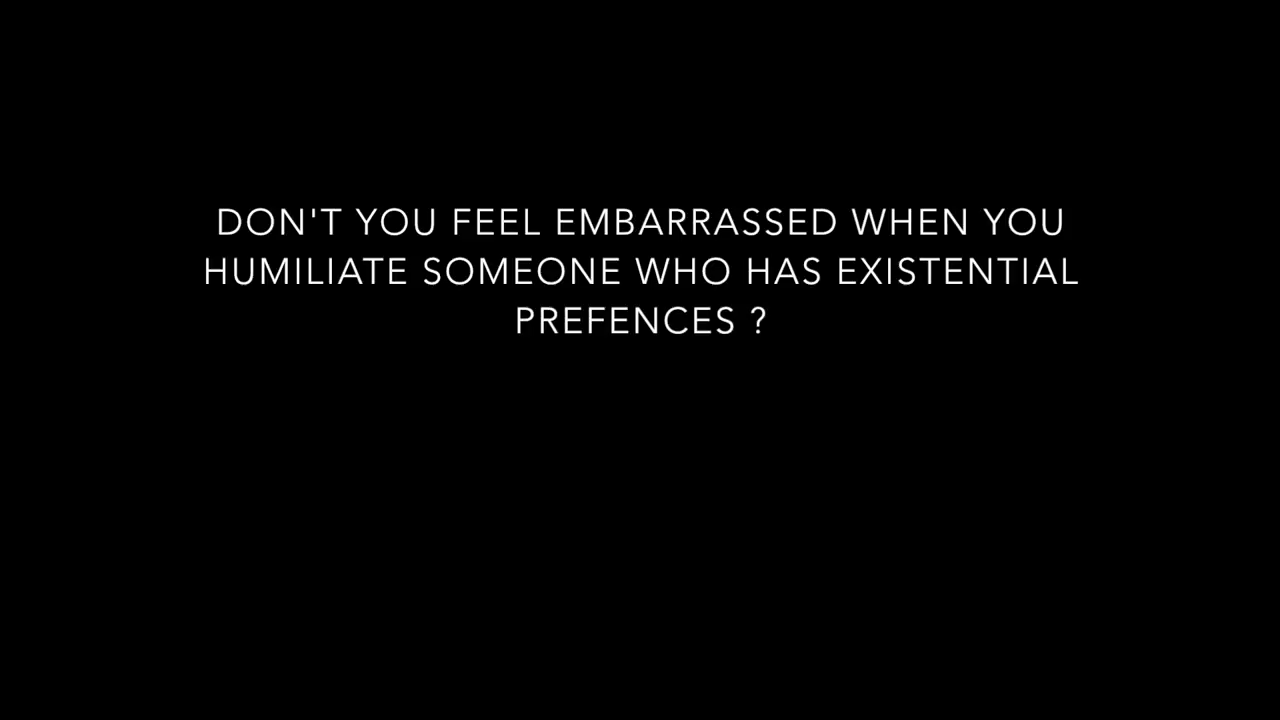 DON'T YOU FEEL EMBARRASSED WHEN YOU
HUMILIATE SOMEONE WHO HAS EXISTENTIAL
PREFENCES ?